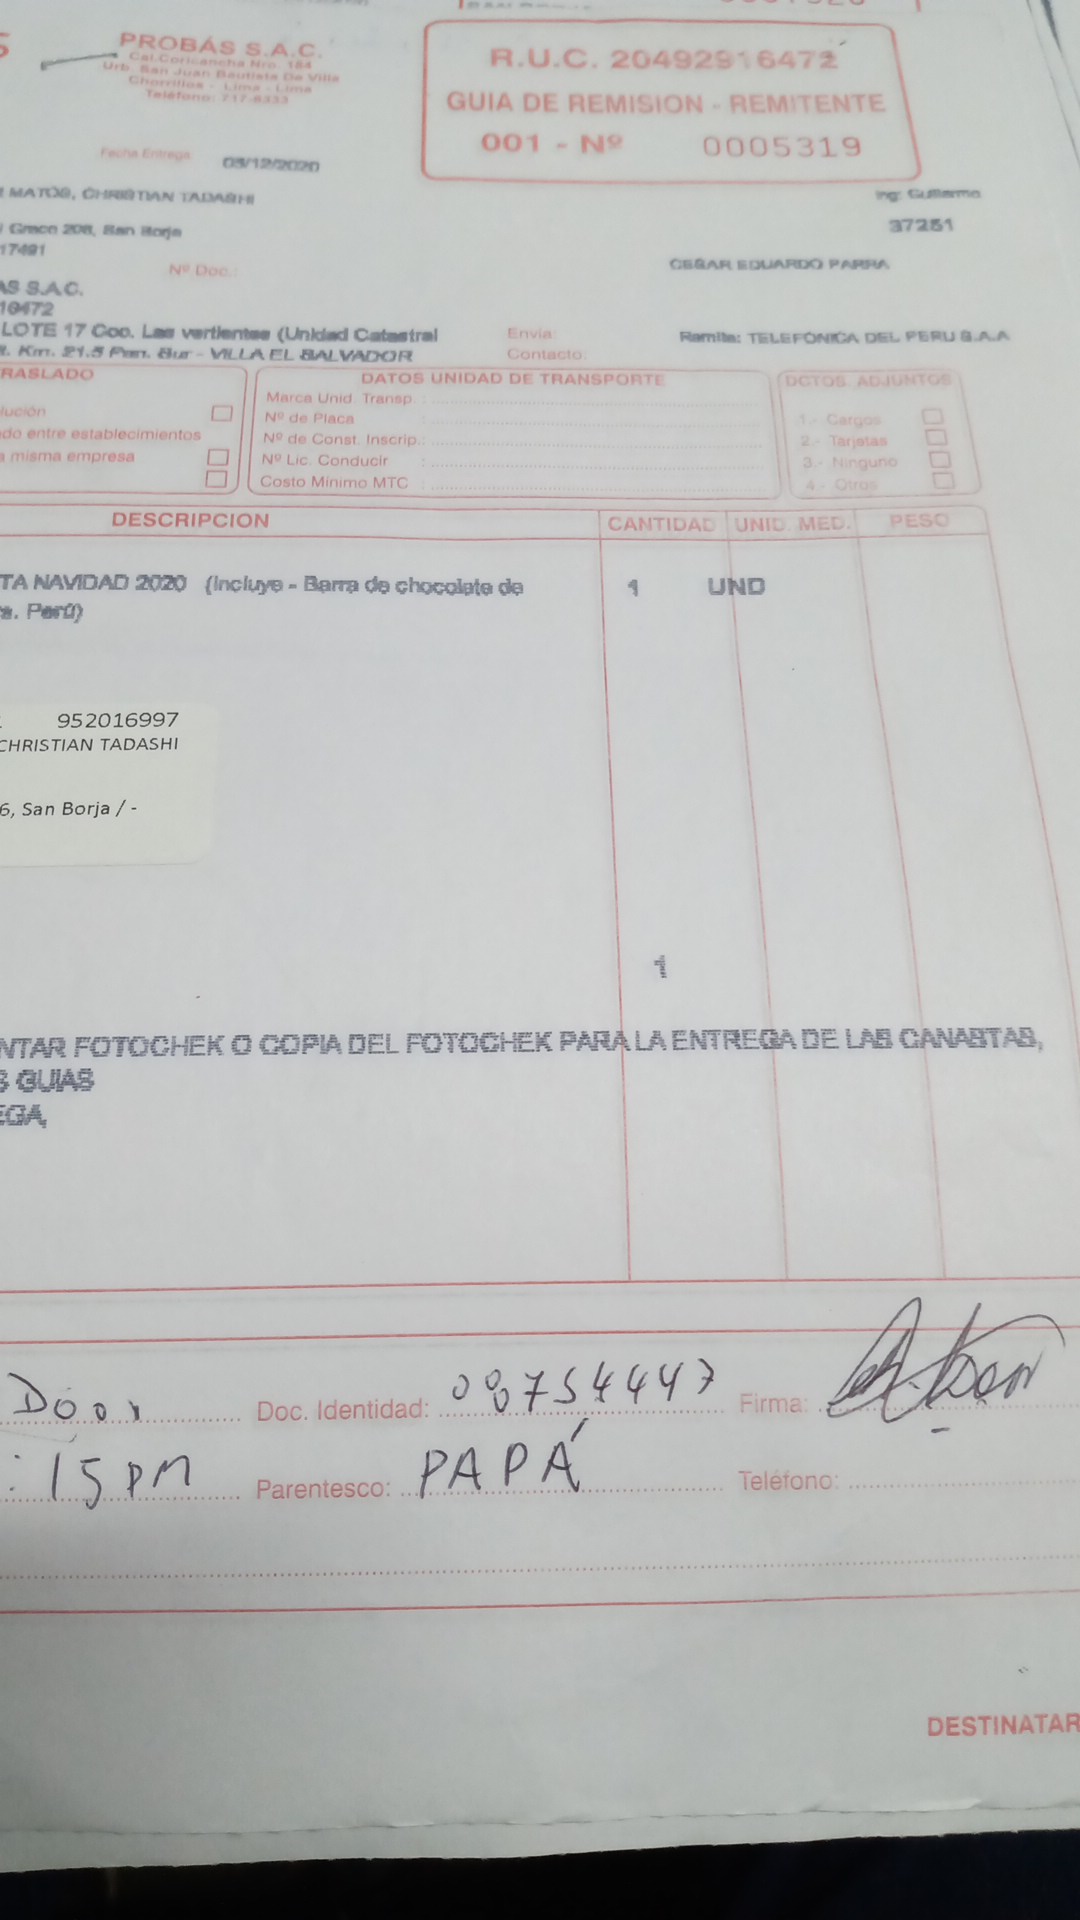 PROBÁS S.A.C.
Cal. Coricancha Nro. 184
Urb. San Juan Bautista De Villa
Chorrillos - Lima - Lima
Teléfono: 717-8333
R.U.C. 20492916472
GUIA DE REMISION - REMITENTE
001 - Nº 0005319
Fecha Entrega 03/12/2020
MATOS, CHRISTIAN TADASHI
Ing: Guillermo
208, San Borja
37251
17491
Nº Doc.:
CESAR EDUARDO PARRA
AS S.A.C.
LOTE 17 Coo. Las vertientes (Unidad Catastral
Envia:
Remite: TELEFÓNICA DEL PERU S.A.A
Km. 21.5 Pan. Sur - VILLA EL SALVADOR
Contacto:
RASLADO
DATOS UNIDAD DE TRANSPORTE
DCTOS. ADJUNTOS
Marca Unid. Transp. :
lución
Nº de Placa :
1.- Cargos
do entre establecimientos
Nº de Const. Inscrip.:
2.- Tarjetas
a misma empresa
Nº Lic. Conducir :
3.- Ninguno
Costo Mínimo MTC :
4.- Otros
DESCRIPCION CANTIDAD UNID. MED. PESO
TA NAVIDAD 2020 (Incluye - Barra de chocolate de 1 UND
a. Perú)
952016997
CHRISTIAN TADASHI
6, San Borja / -
1
NTAR FOTOCHEK O COPIA DEL FOTOCHEK PARA LA ENTREGA DE LAS CANASTAS,
S GUIAS
EGA,
Doc. Identidad: 08754447 Firma:
: 15 PM Parentesco: PAPÁ Teléfono:
DESTINATAR